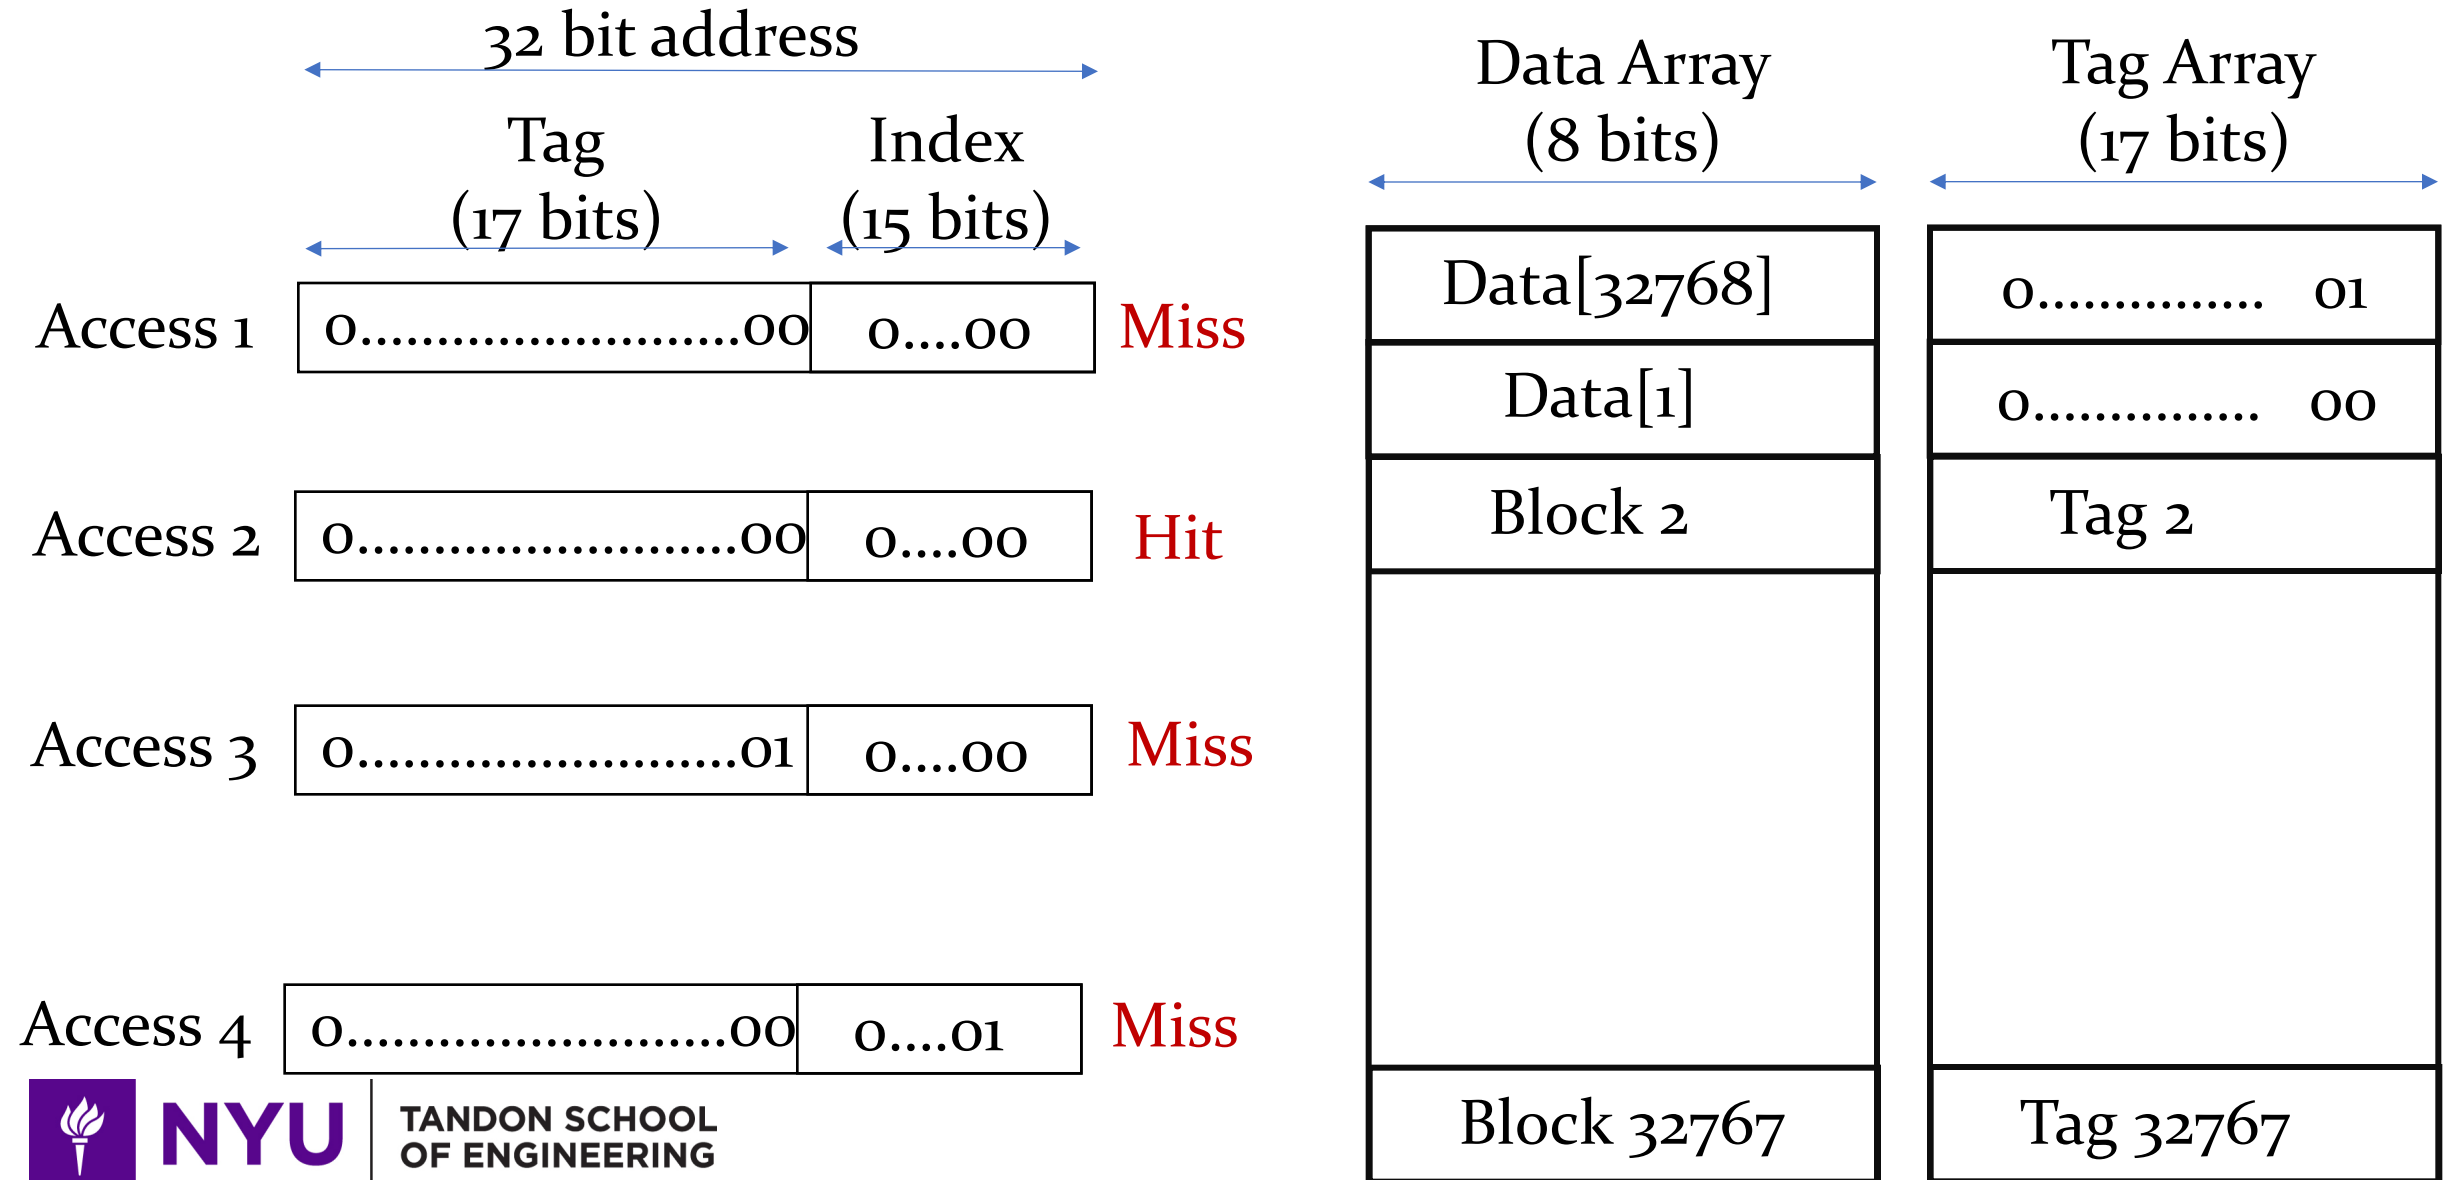 32 bit address
Tag
(17 bits)
Index
(15 bits)
Access 1
0.........................00
0....00
Miss
Access 2
0.........................00
0....00
Hit
Access 3
0.........................01
0....00
Miss
Access 4
0.........................00
0....01
Miss
Data Array
(8 bits)
Data[32768]
Data[1]
Block 2
Block 32767
Tag Array
(17 bits)
0............... 01
0............... 00
Tag 2
Tag 32767
NYU
TANDON SCHOOL
OF ENGINEERING